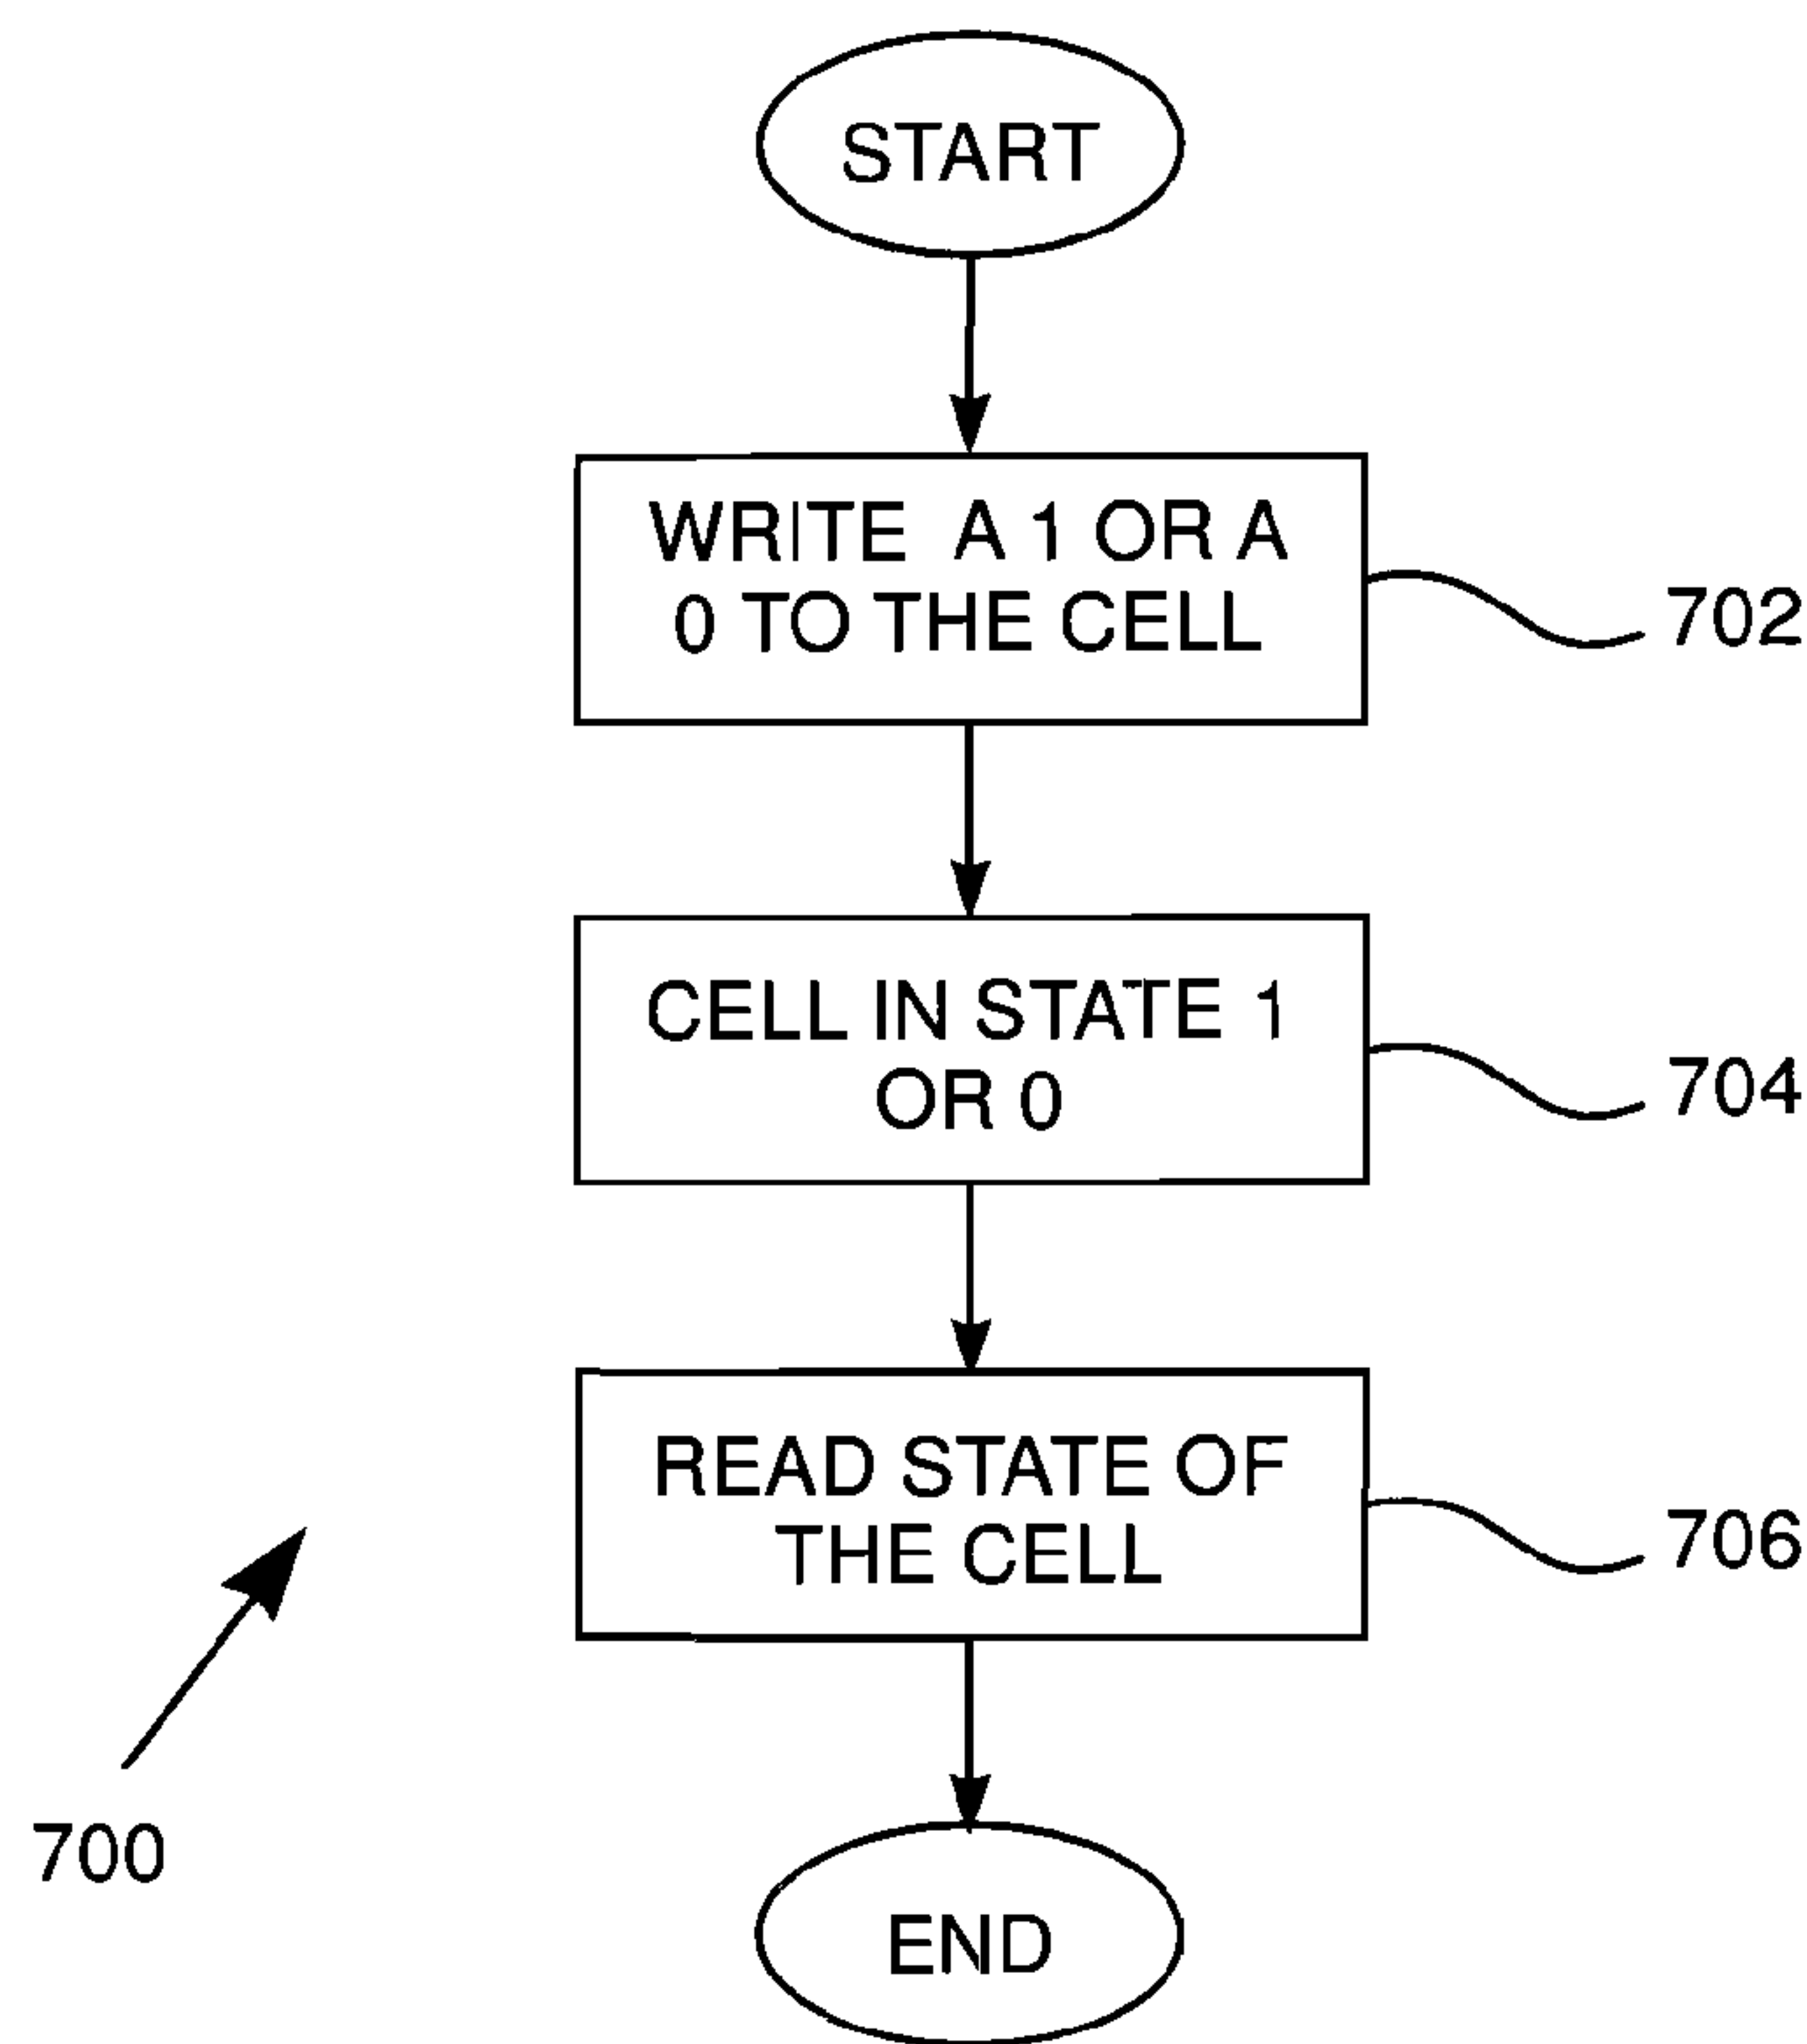 START
WRITE A 1 OR A
0 TO THE CELL
702
CELL IN STATE 1
OR 0
704
READ STATE OF
THE CELL
706
700
END